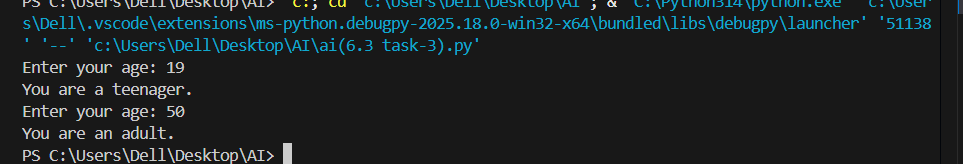 PS C:\Users\Dell\Desktop\AI> c:; cd 'c:\Users\Dell\Desktop\AI'; & 'C:\Python314\python.exe' 'c:\User
s\Dell\.vscode\extensions\ms-python.debugpy-2025.18.0-win32-x64\bundled\libs\debugpy\launcher' '51138
' '--' 'c:\Users\Dell\Desktop\AI\ai(6.3 task-3).py'
Enter your age: 19
You are a teenager.
Enter your age: 50
You are an adult.
PS C:\Users\Dell\Desktop\AI>